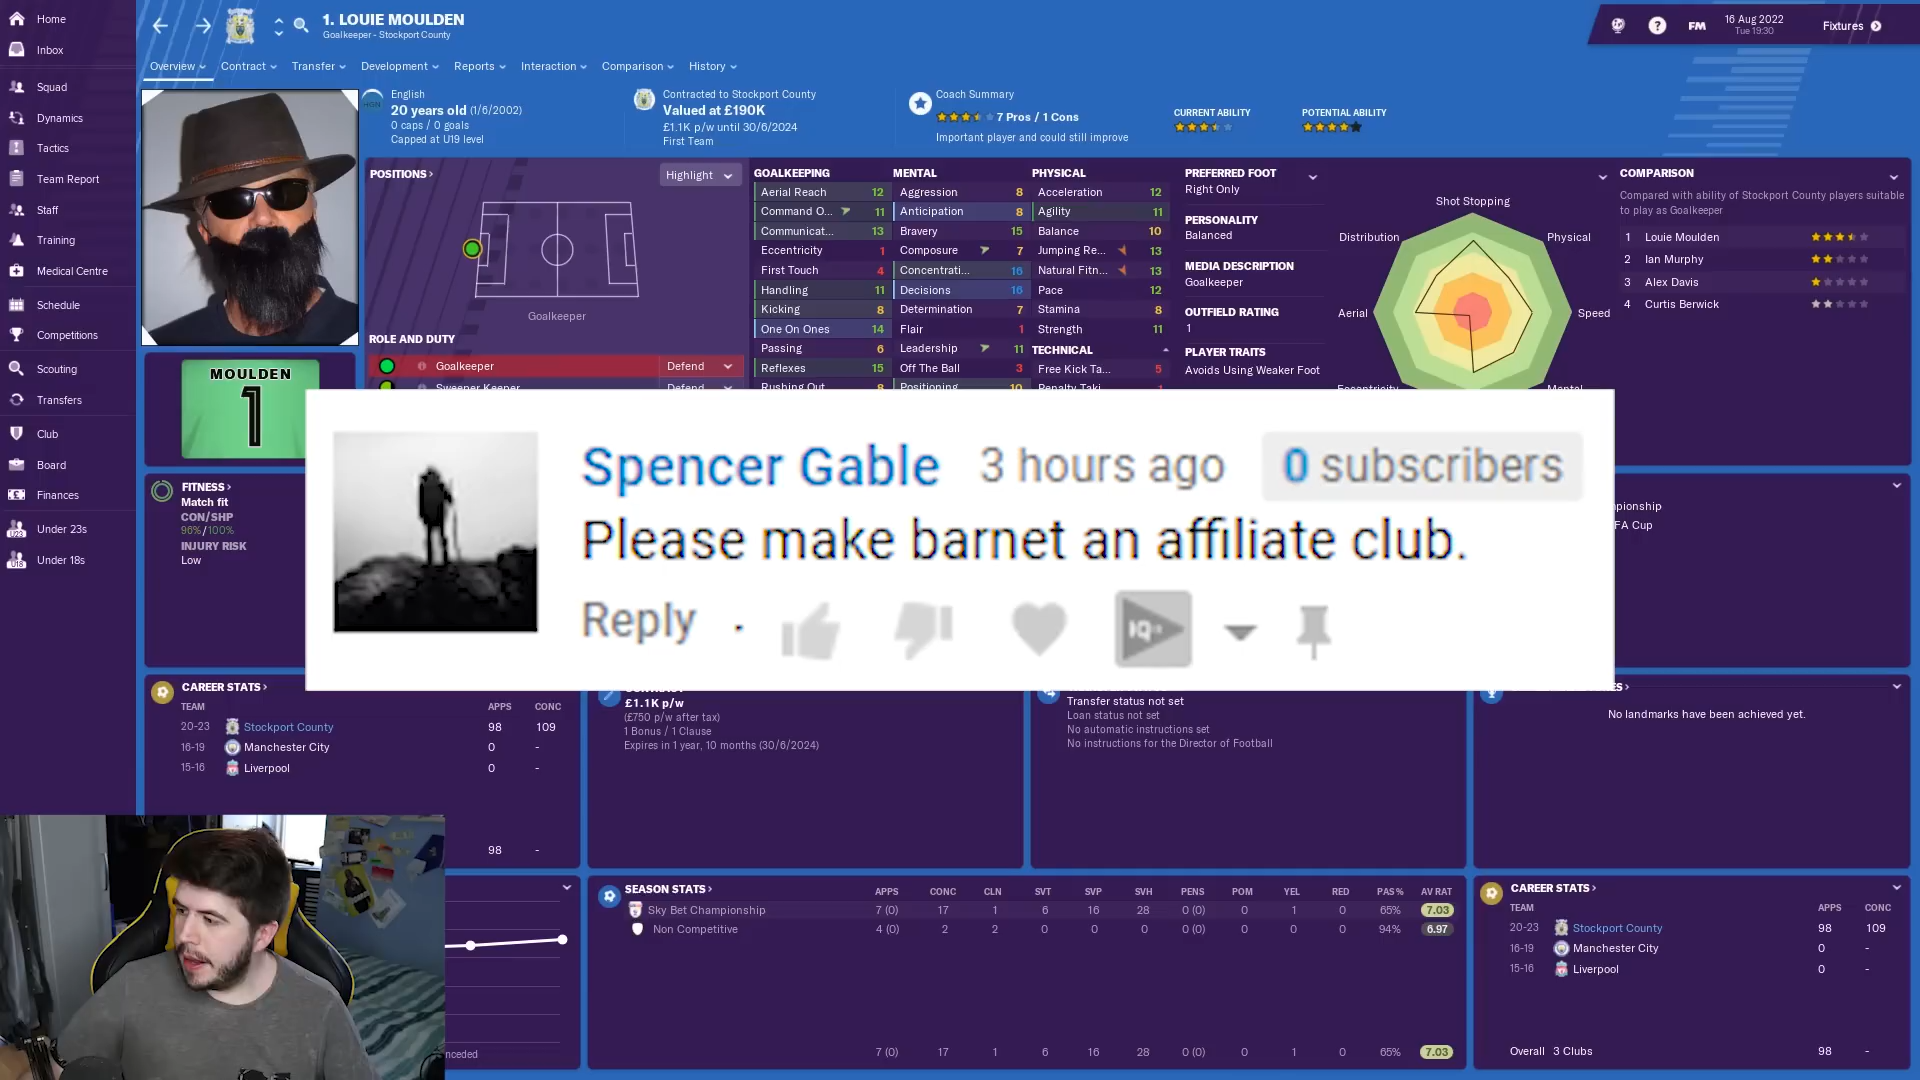 Home
Inbox
Squad
Dynamics
Tactics
Team Report
Staff
Training
Medical Centre
Schedule
Competitions
Scouting
Transfers
Club
Board
Finances
Under 23s
Under 18s
1. LOUIE MOULDEN
Goalkeeper - Stockport County
FM
16 Aug 2022
Tue 19:30
Fixtures
Overview Contract Transfer Development Reports Interaction Comparison History
English
20 years old (1/6/2002)
0 caps / 0 goals
Capped at U19 level
Contracted to Stockport County
Valued at £190K
£1.1K p/w until 30/6/2024
First Team
Coach Summary
7 Pros / 1 Cons
Important player and could still improve
CURRENT ABILITY
POTENTIAL ABILITY
POSITIONS
Highlight
Goalkeeper
ROLE AND DUTY
Goalkeeper Defend
Sweeper Keeper Defend
GOALKEEPING
Aerial Reach 12
Command O... 11
Communicat... 13
Eccentricity 1
First Touch 4
Handling 11
Kicking 8
One On Ones 14
Passing 6
Reflexes 15
Rushing Out 8
MENTAL
Aggression 8
Anticipation 8
Bravery 15
Composure 7
Concentrati... 16
Decisions 16
Determination 7
Flair 1
Leadership 11
Off The Ball 3
Positioning 10
PHYSICAL
Acceleration 12
Agility 11
Balance 10
Jumping Re... 13
Natural Fitn... 13
Pace 12
Stamina 8
Strength 11
TECHNICAL
Free Kick Ta... 5
Penalty Taki... 1
PREFERRED FOOT
Right Only
PERSONALITY
Balanced
MEDIA DESCRIPTION
Goalkeeper
OUTFIELD RATING
1
PLAYER TRAITS
Avoids Using Weaker Foot
Shot Stopping
Distribution
Physical
Aerial
Speed
Eccentricity
Mental
COMPARISON
Compared with ability of Stockport County players suitable
to play as Goalkeeper
1 Louie Moulden
2 Ian Murphy
3 Alex Davis
4 Curtis Berwick
MOULDEN
1
FITNESS
Match fit
CON/SHP
96% / 100%
INJURY RISK
Low
Spencer Gable 3 hours ago 0 subscribers
Please make barnet an affiliate club.
Reply · IQ
mpionship
FA Cup
CAREER STATS
TEAM APPS CONC
20-23 Stockport County 98 109
16-19 Manchester City 0 -
15-16 Liverpool 0 -
98 -
£1.1K p/w
(£750 p/w after tax)
1 Bonus / 1 Clause
Expires in 1 year, 10 months (30/6/2024)
Transfer status not set
Loan status not set
No automatic instructions set
No instructions for the Director of Football
No landmarks have been achieved yet.
nceded
SEASON STATS
APPS CONC CLN SVT SVP SVH PENS POM YEL RED PAS% AV RAT
Sky Bet Championship 7 (0) 17 1 6 16 28 0 (0) 0 1 0 65% 7.03
Non Competitive 4 (0) 2 2 0 0 0 0 (0) 0 0 0 94% 6.97
7 (0) 17 1 6 16 28 0 (0) 0 1 0 65% 7.03
CAREER STATS
TEAM APPS CONC
20-23 Stockport County 98 109
16-19 Manchester City 0 -
15-16 Liverpool 0 -
Overall 3 Clubs 98 -